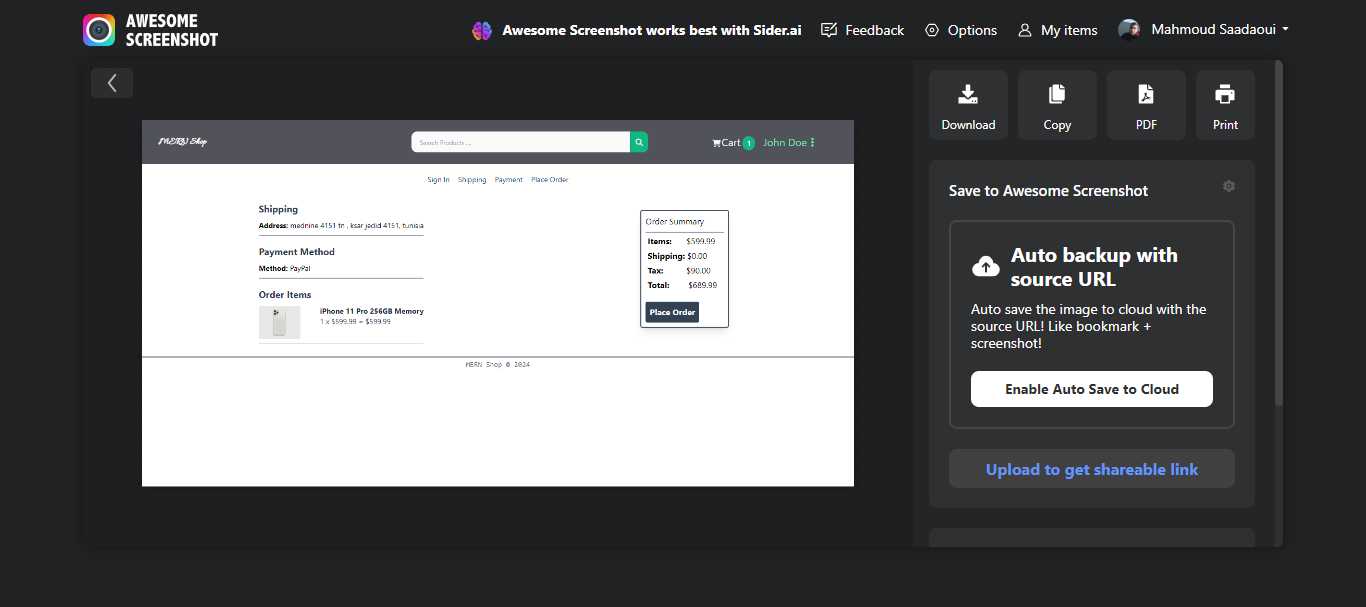 AWESOME
SCREENSHOT
Awesome Screenshot works best with Sider.ai
Feedback
Options
My items
Mahmoud Saadaoui
Download
Copy
PDF
Print
MERN Shop
Search Products ...
Cart 1
John Doe
Sign In Shipping Payment Place Order
Shipping
Address: mednine 4151 tn , ksar jedid 4151, tunisia
Payment Method
Method: PayPal
Order Items
iPhone 11 Pro 256GB Memory
1 x $599.99 = $599.99
Order Summary
Items: $599.99
Shipping: $0.00
Tax: $90.00
Total: $689.99
Place Order
MERN Shop © 2024
Save to Awesome Screenshot
Auto backup with
source URL
Auto save the image to cloud with the
source URL! Like bookmark +
screenshot!
Enable Auto Save to Cloud
Upload to get shareable link